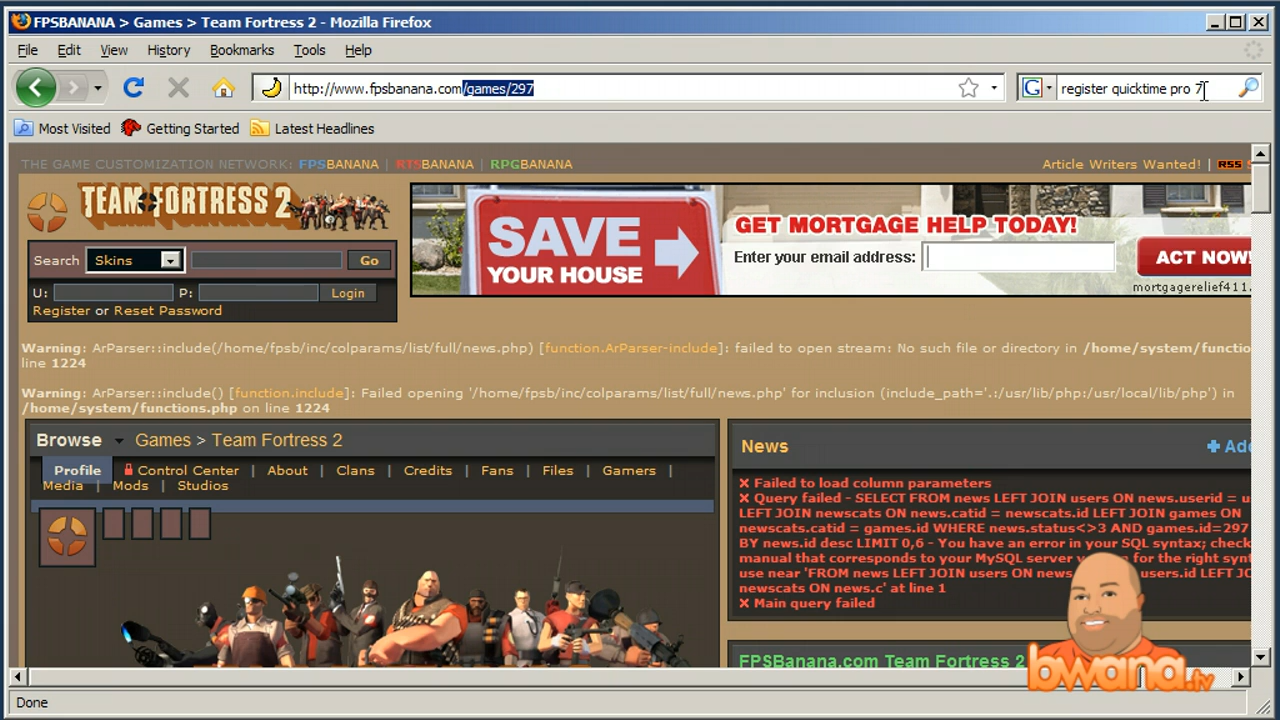 FPSBANANA > Games > Team Fortress 2 - Mozilla Firefox
File Edit View History Bookmarks Tools Help
http://www.fpsbanana.com/games/297
G register quicktime pro 7
Most Visited Getting Started Latest Headlines
THE GAME CUSTOMIZATION NETWORK: FPSBANANA | RTSBANANA | RPGBANANA
Article Writers Wanted! | RSS
TEAM FORTRESS 2
SAVE
YOUR HOUSE
GET MORTGAGE HELP TODAY!
Enter your email address:
ACT NOW!
mortgagerelief411.
Search Skins Go
U: P: Login
Register or Reset Password
Warning: ArParser::include(/home/fpsb/inc/colparams/list/full/news.php) [function.ArParser-include]: failed to open stream: No such file or directory in /home/system/functio
line 1224
Warning: ArParser::include() [function.include]: Failed opening '/home/fpsb/inc/colparams/list/full/news.php' for inclusion (include_path='.:/usr/lib/php:/usr/local/lib/php') in
/home/system/functions.php on line 1224
Browse Games > Team Fortress 2
Profile Control Center | About | Clans | Credits | Fans | Files | Gamers |
Media | Mods | Studios
News
Failed to load column parameters
Query failed - SELECT FROM news LEFT JOIN users ON news.userid = u
LEFT JOIN newscats ON news.catid = newscats.id LEFT JOIN games ON
newscats.catid = games.id WHERE news.status<>3 AND games.id=297
BY news.id desc LIMIT 0,6 - You have an error in your SQL syntax; check
manual that corresponds to your MySQL server for the right synt
use near 'FROM news LEFT JOIN users ON news users.id LEFT JO
newscats ON news.c' at line 1
Main query failed
FPSBanana.com Team Fortress 2
bwana.tv
Done